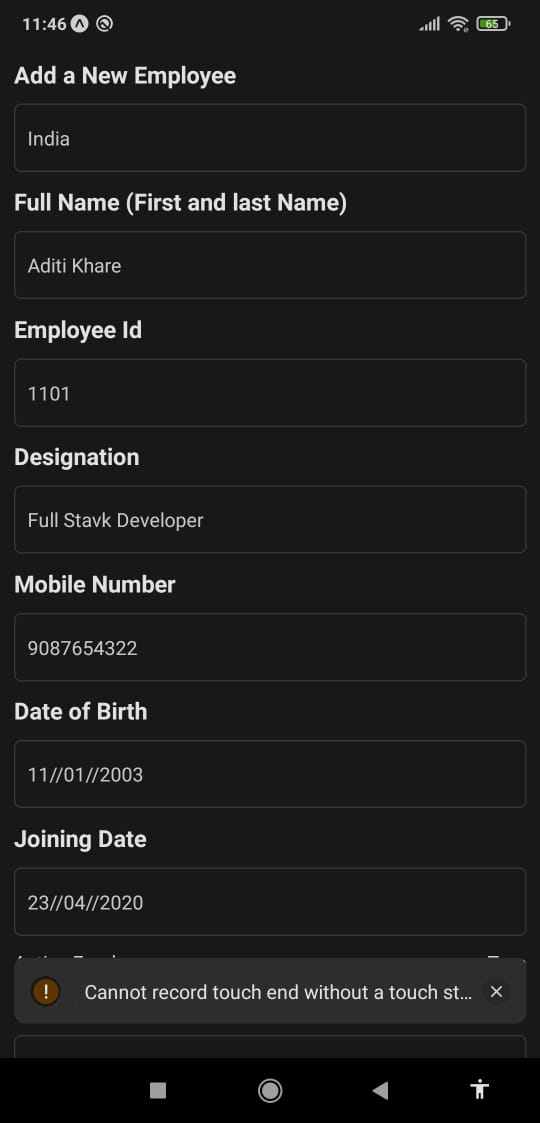 11:46
65
Add a New Employee
India
Full Name (First and last Name)
Aditi Khare
Employee Id
1101
Designation
Full Stavk Developer
Mobile Number
9087654322
Date of Birth
11//01//2003
Joining Date
23//04//2020
Cannot record touch end without a touch st...